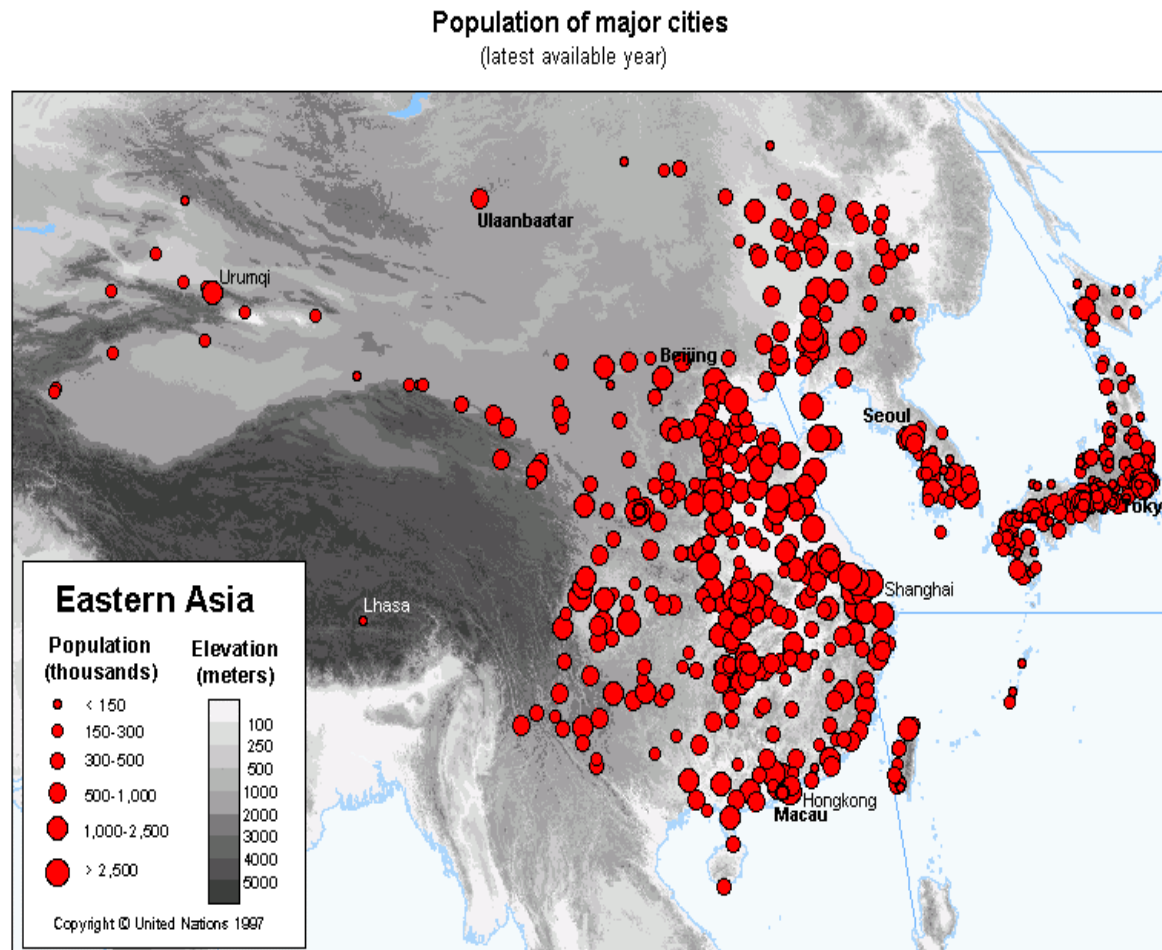 Population of major cities
(latest available year)
Ulaanbaatar
Urumqi
Beijing
Seoul
Toky
Shanghai
Lhasa
Hongkong
Macau
Eastern Asia
Population
(thousands)
< 150
150-300
300-500
500-1,000
1,000-2,500
> 2,500
Elevation
(meters)
100
250
500
1000
2000
3000
4000
5000
Copyright © United Nations 1997